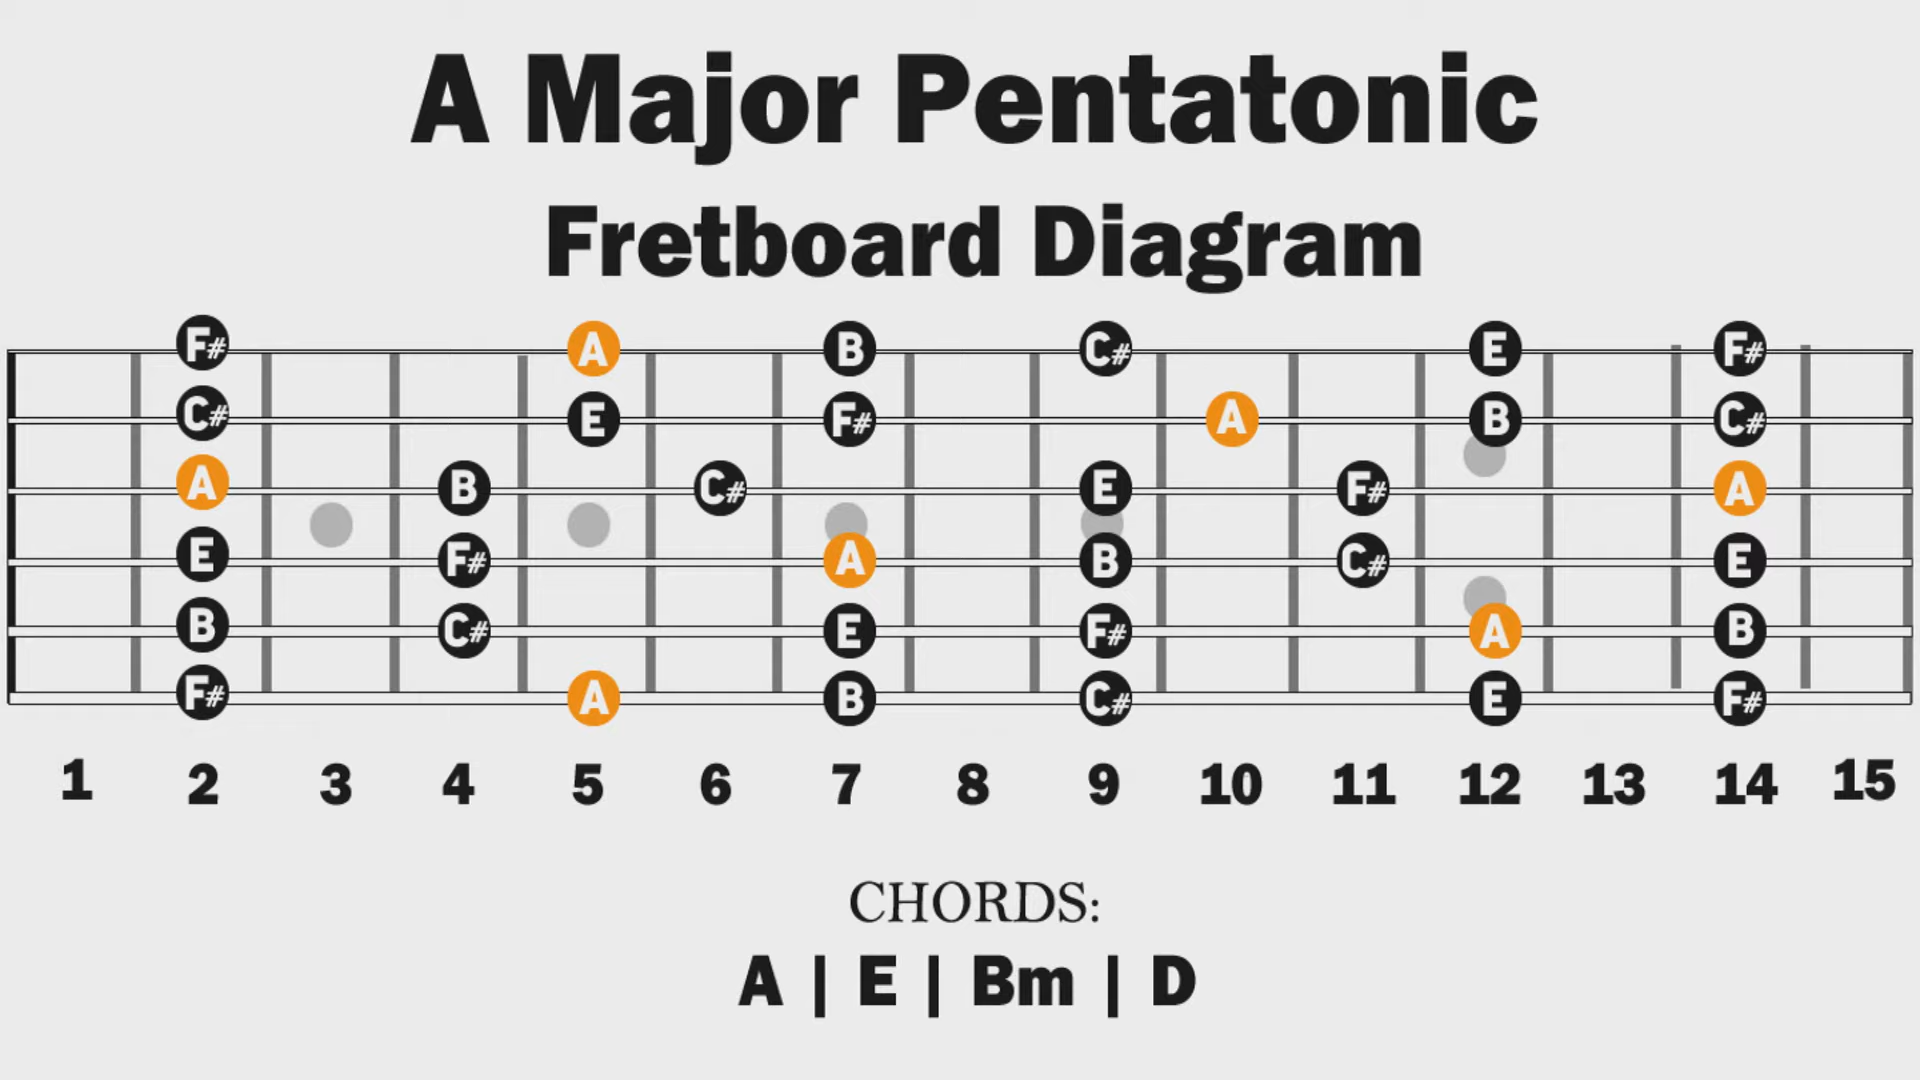 A Major Pentatonic
Fretboard Diagram
F# A B C# E F#
C# E F# A B C#
A B C# E F# A
E F# A B C# E
B C# E F# A B
F# A B C# E F#
1 2 3 4 5 6 7 8 9 10 11 12 13 14 15
CHORDS:
A | E | Bm | D